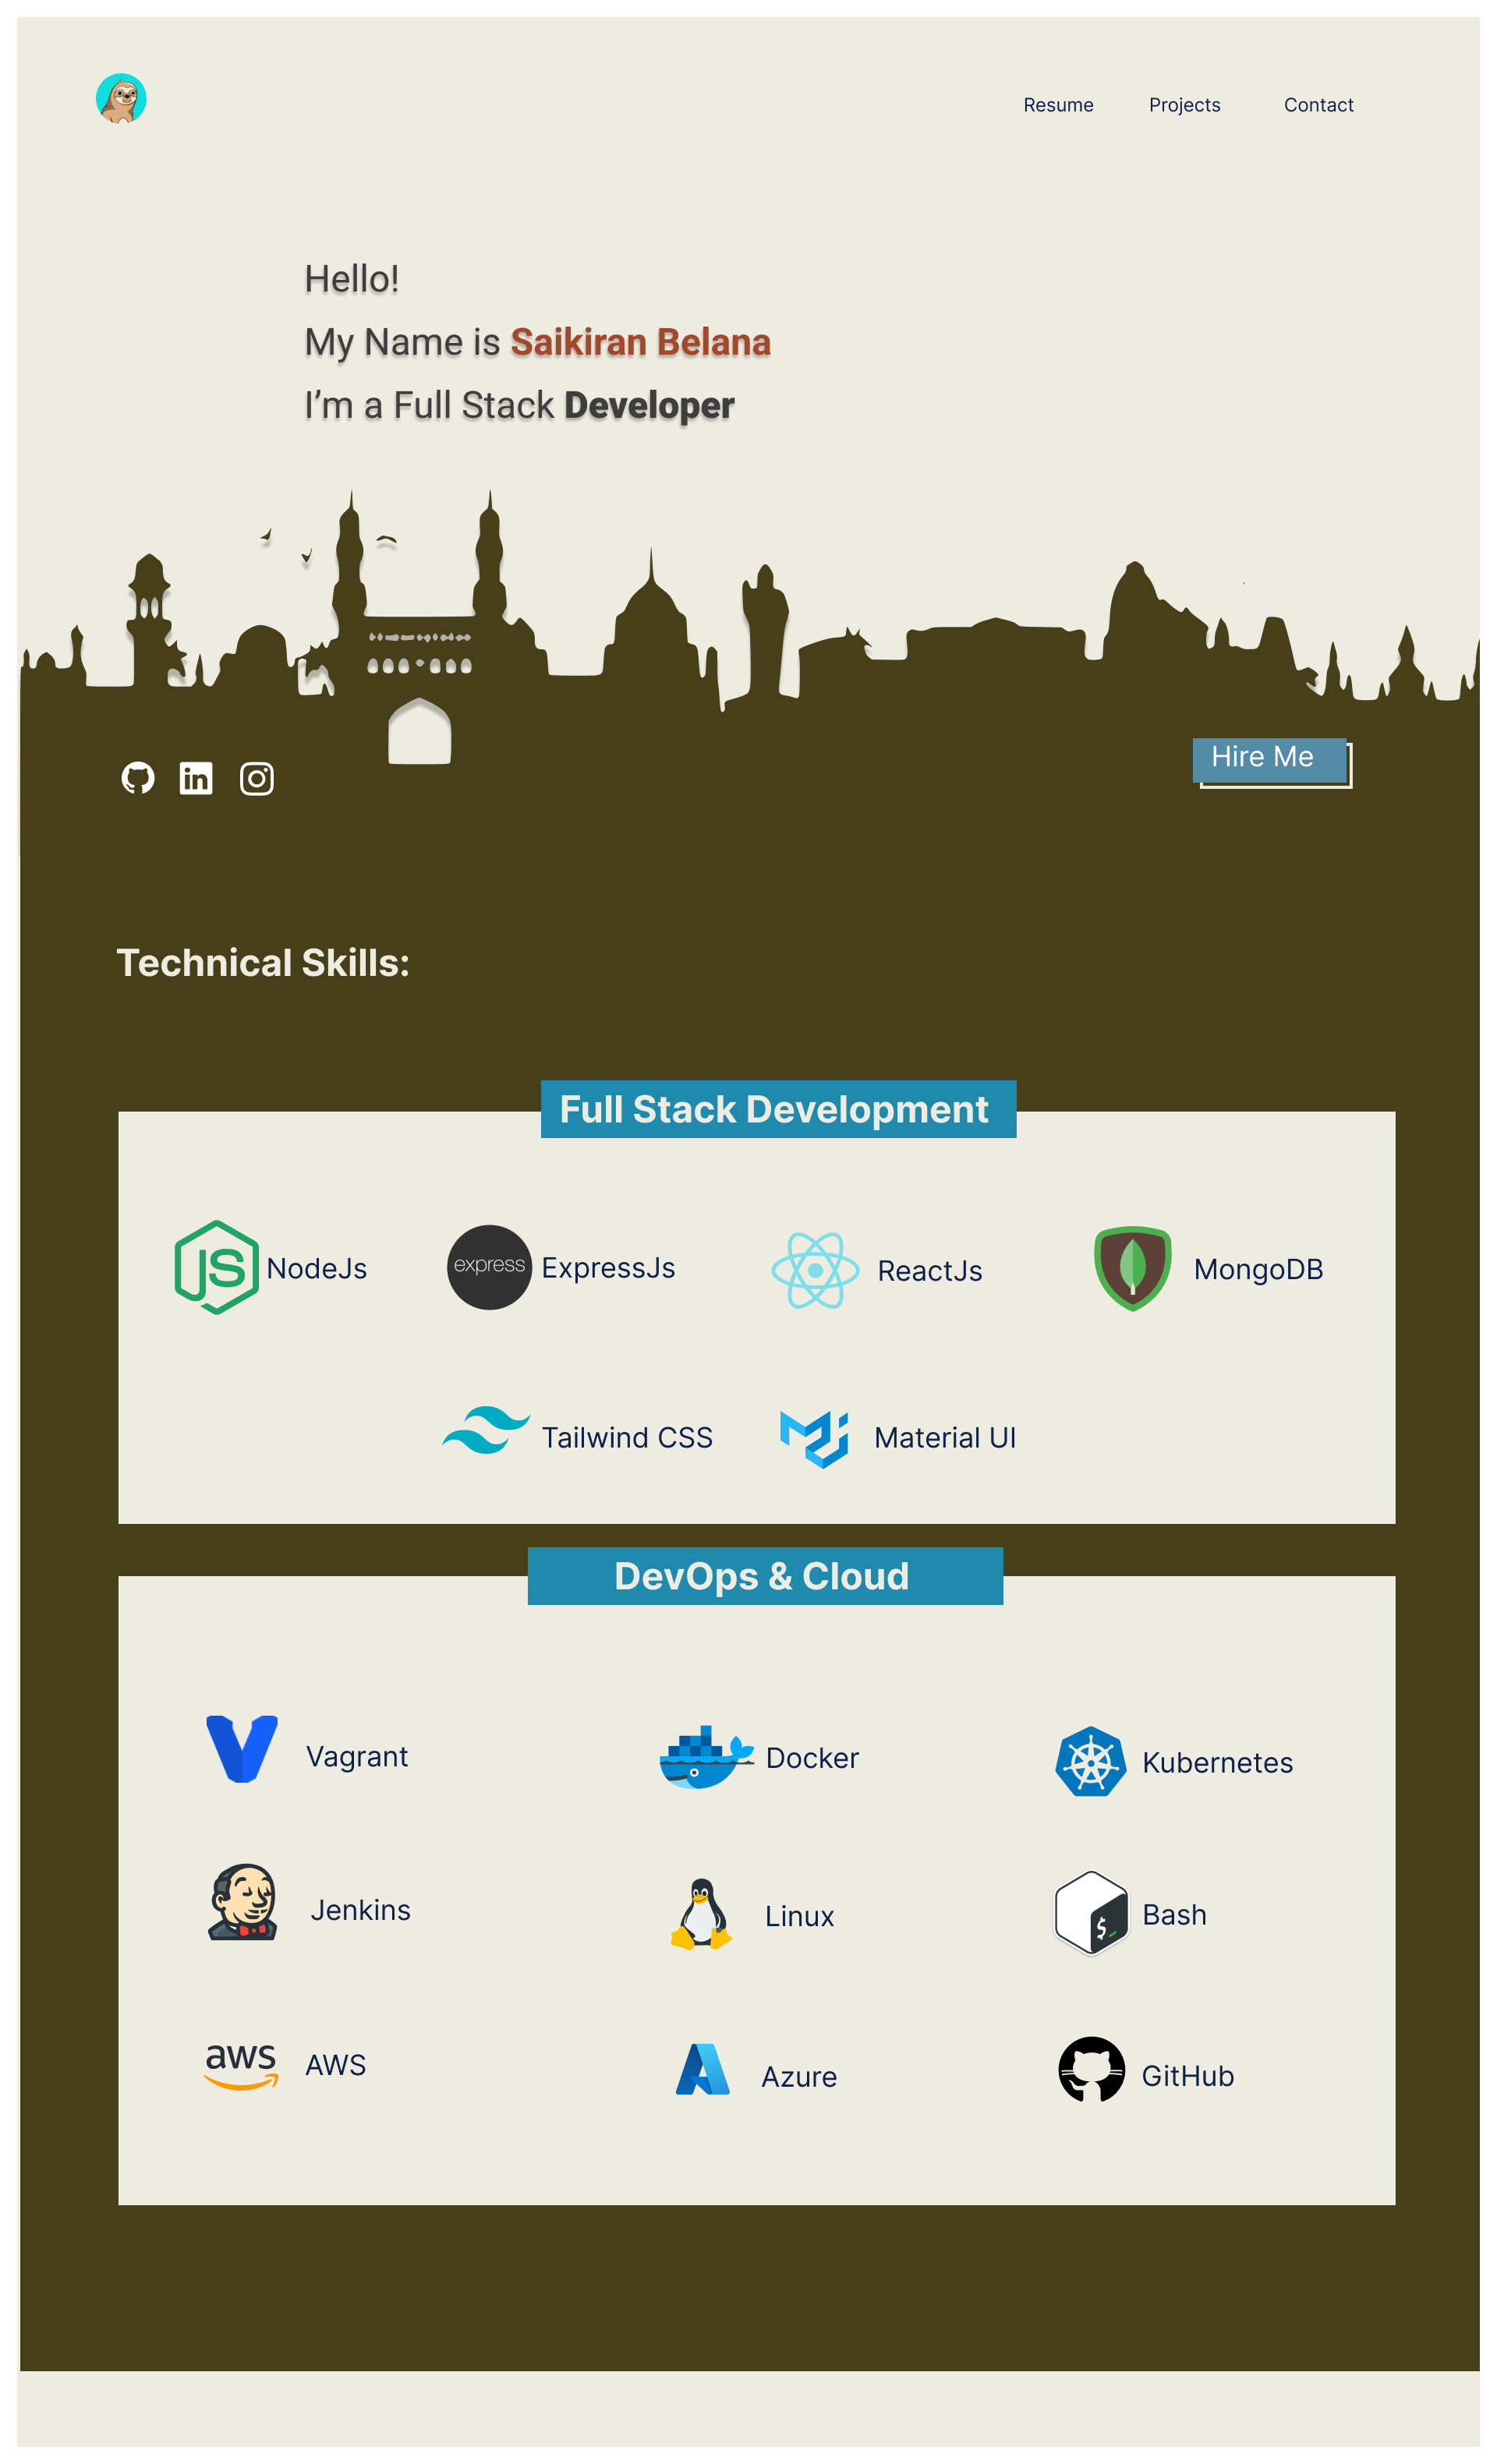 Resume Projects Contact
Hello!
My Name is Saikiran Belana
I’m a Full Stack Developer
in
Hire Me
Technical Skills:
Full Stack Development
JS NodeJs express ExpressJs ReactJs MongoDB
Tailwind CSS Material UI
DevOps & Cloud
Vagrant Docker Kubernetes
Jenkins Linux $ Bash
aws AWS Azure GitHub